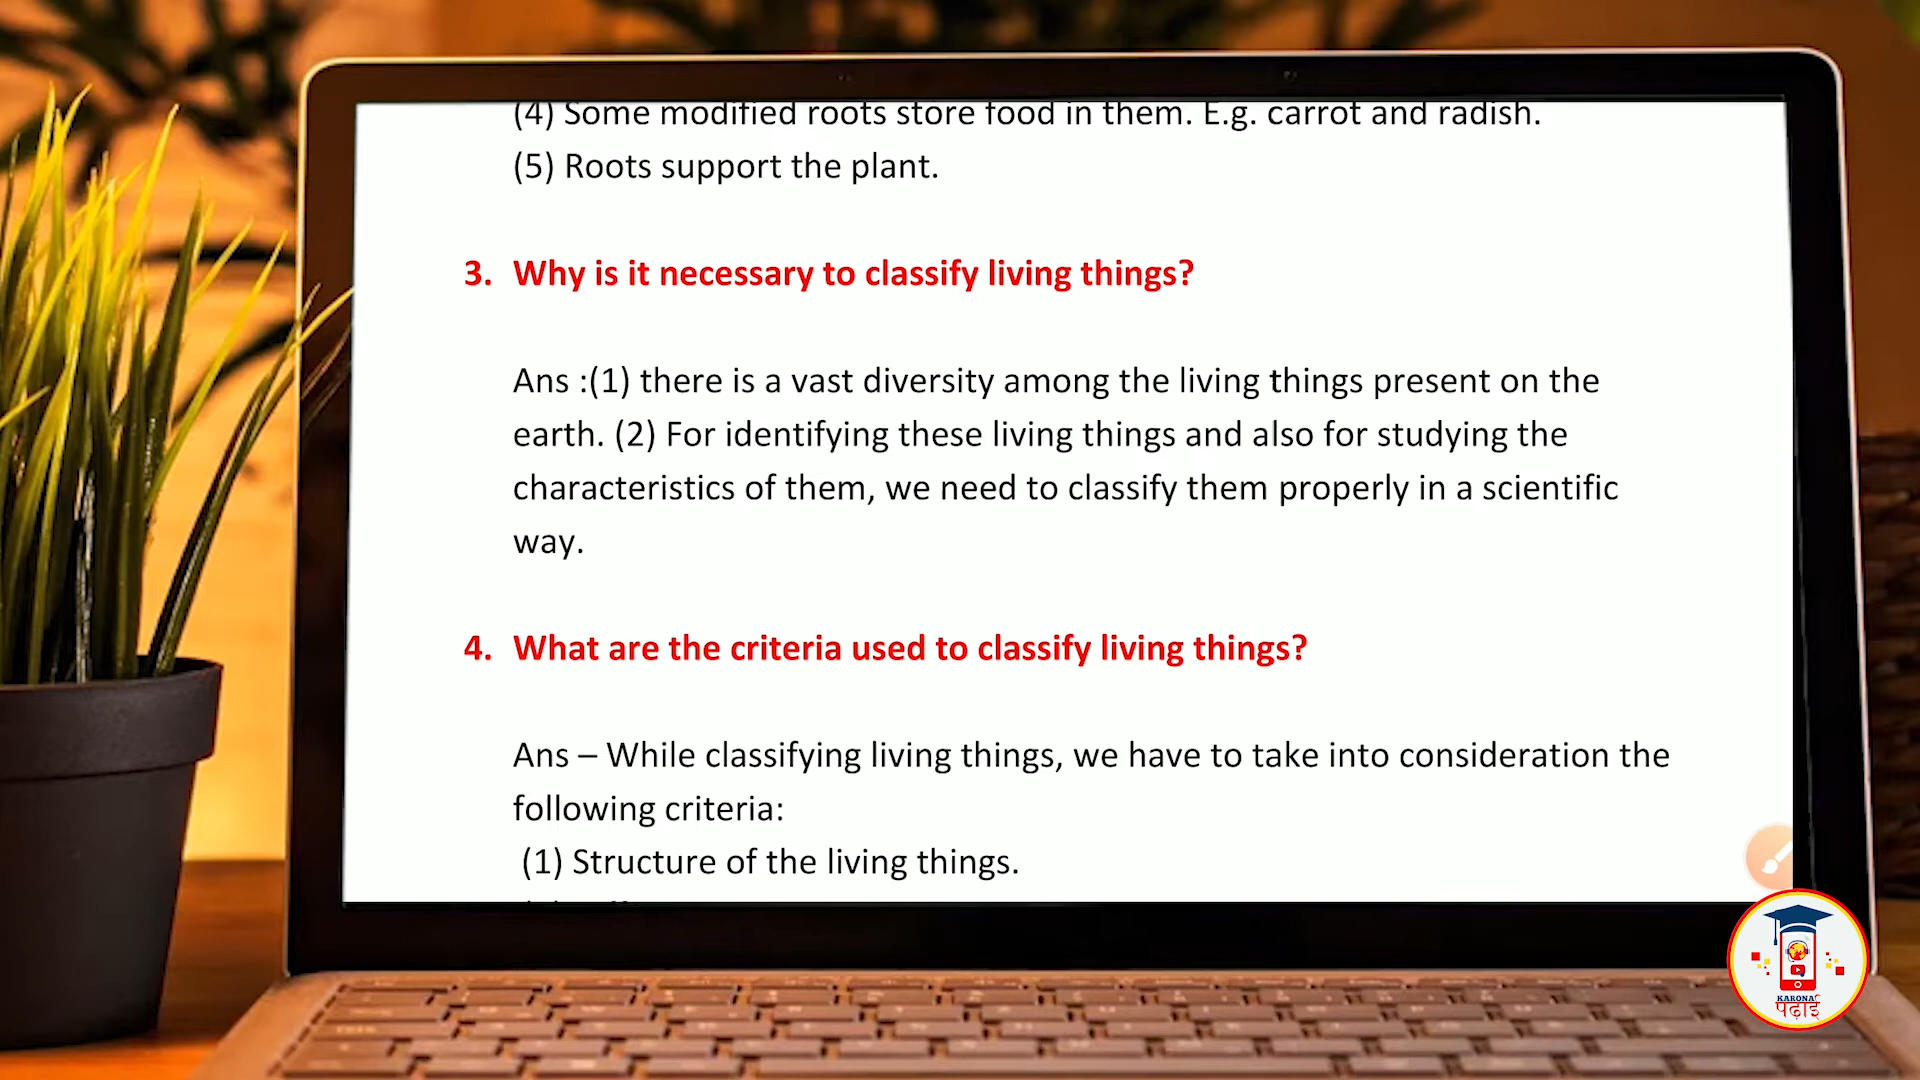 (4) Some modified roots store food in them. E.g. carrot and radish.
(5) Roots support the plant.
3. Why is it necessary to classify living things?
Ans :(1) there is a vast diversity among the living things present on the
earth. (2) For identifying these living things and also for studying the
characteristics of them, we need to classify them properly in a scientific
way.
4. What are the criteria used to classify living things?
Ans – While classifying living things, we have to take into consideration the
following criteria:
(1) Structure of the living things.
KARONA
पढ़ाई